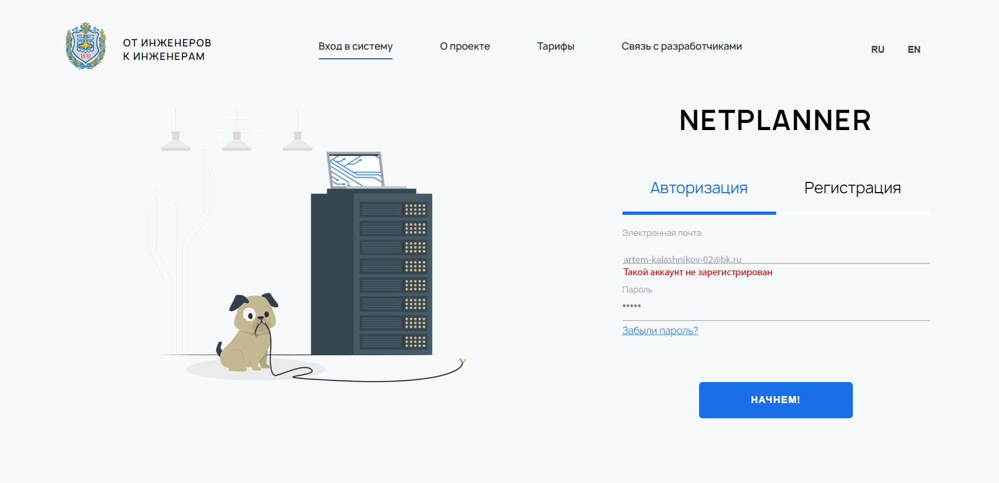 1830
ОТ ИНЖЕНЕРОВ
К ИНЖЕНЕРАМ
Вход в систему
О проекте
Тарифы
Связь с разработчиками
RU
EN
NETPLANNER
Авторизация
Регистрация
Электронная почта
artem-kalashnikov-02@bk.ru
Такой аккаунт не зарегистрирован
Пароль
•••••
Забыли пароль?
НАЧНЕМ!